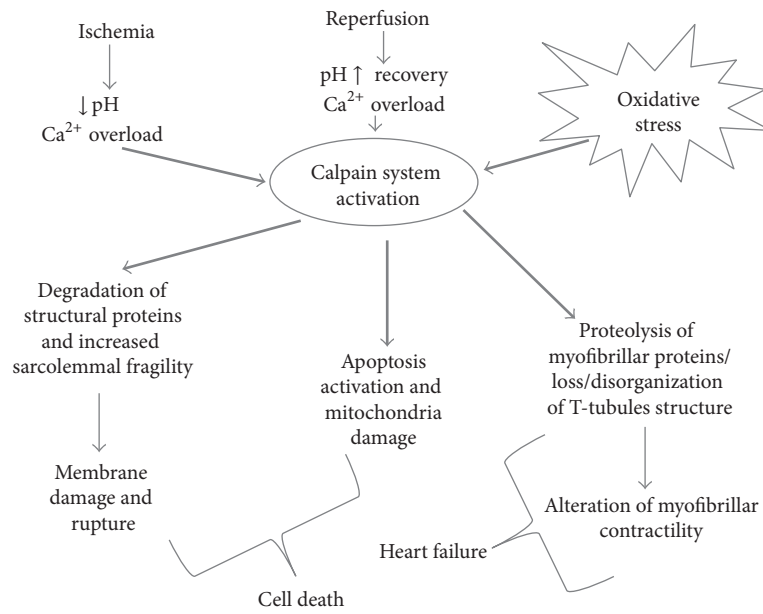 Ischemia
↓pH
Ca²⁺ overload
Reperfusion
pH↑ recovery
Ca²⁺ overload
Oxidative
stress
Calpain system
activation
Degradation of
structural proteins
and increased
sarcolemmal fragility
Apoptosis
activation and
mitochondria
damage
Proteolysis of
myofibrillar proteins/
loss/disorganization
of T-tubules structure
Membrane
damage and
rupture
Alteration of myofibrillar
contractility
Heart failure
Cell death